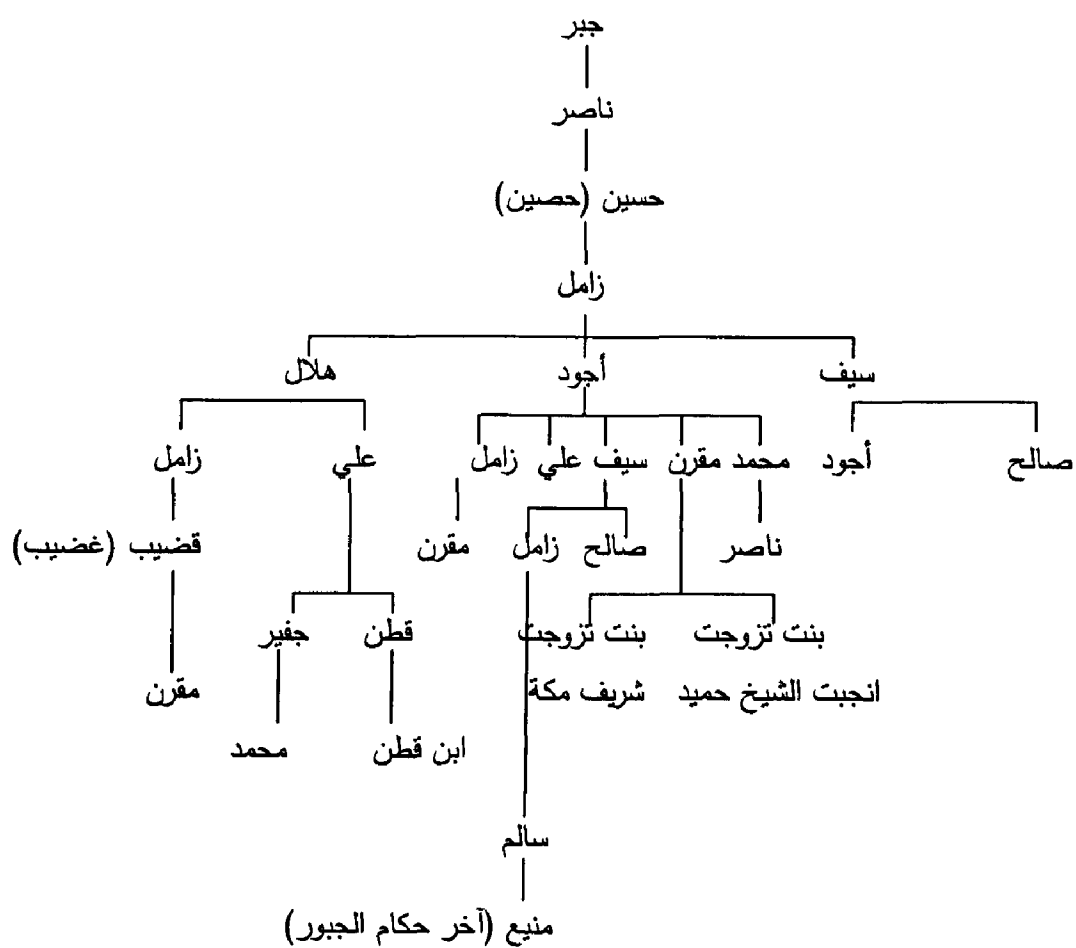 جبر
ناصر
حسين (حصين)
زامل
سيف أجود هلال
صالح أجود محمد مقرن سيف علي زامل علي زامل
ناصر صالح زامل مقرن قضيب (غضيب)
بنت تزوجت بنت تزوجت قطن جفير
انجبت الشيخ حميد شريف مكة مقرن
ابن قطن محمد
سالم
منيع (آخر حكام الجبور)